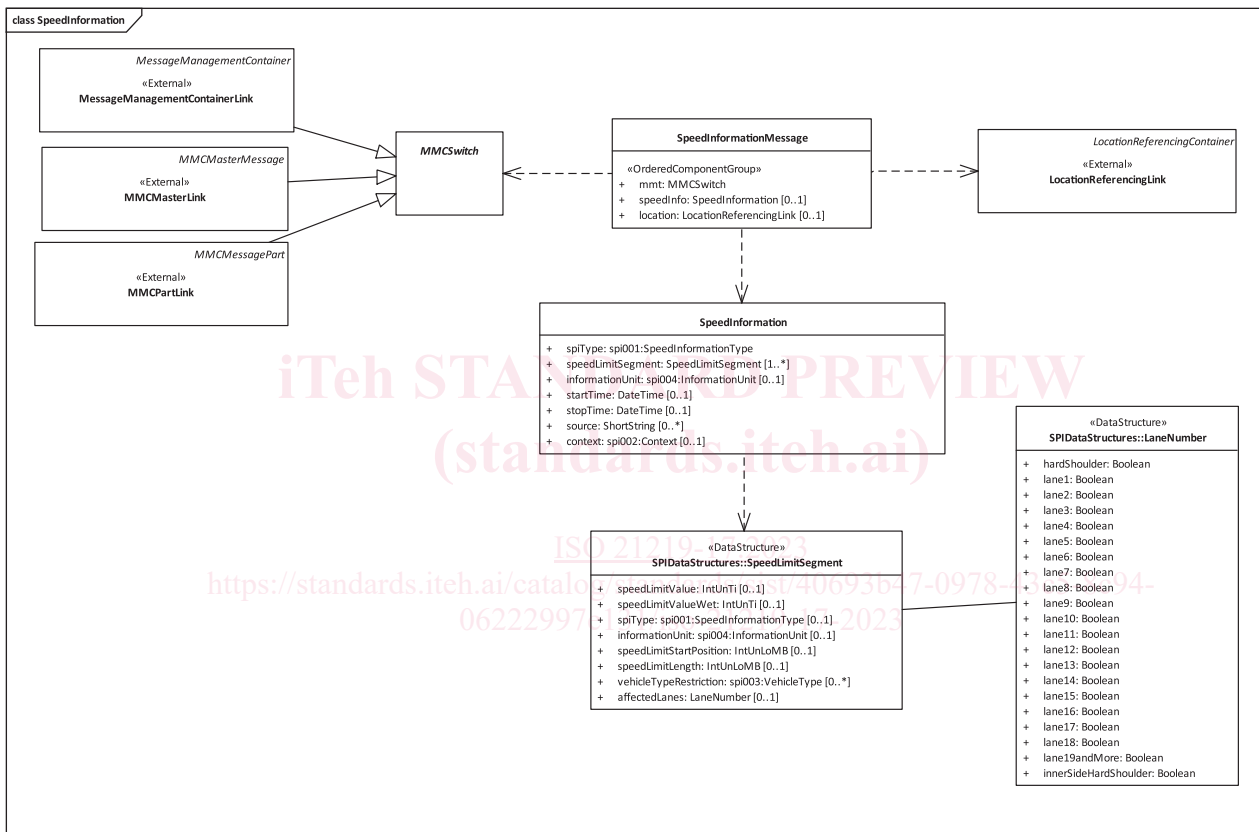 class SpeedInformation
MessageManagementContainer
«External»
MessageManagementContainerLink
MMCMasterMessage
«External»
MMCMasterLink
MMCMessagePart
«External»
MMCPartLink
MMCSwitch
SpeedInformationMessage
«OrderedComponentGroup»
+ mmt: MMCSwitch
+ speedInfo: SpeedInformation [0..1]
+ location: LocationReferencingLink [0..1]
LocationReferencingContainer
«External»
LocationReferencingLink
SpeedInformation
+ spiType: spi001:SpeedInformationType
+ speedLimitSegment: SpeedLimitSegment [1..*]
+ informationUnit: spi004:InformationUnit [0..1]
+ startTime: DateTime [0..1]
+ stopTime: DateTime [0..1]
+ source: ShortString [0..*]
+ context: spi002:Context [0..1]
iTeh STANDARD PREVIEW
(standards.iteh.ai)
«DataStructure»
SPIDataStructures::SpeedLimitSegment
+ speedLimitValue: IntUnTi [0..1]
+ speedLimitValueWet: IntUnTi [0..1]
+ spiType: spi001:SpeedInformationType [0..1]
+ informationUnit: spi004:InformationUnit [0..1]
+ speedLimitStartPosition: IntUnLoMB [0..1]
+ speedLimitLength: IntUnLoMB [0..1]
+ vehicleTypeRestriction: spi003:VehicleType [0..*]
+ affectedLanes: LaneNumber [0..1]
ISO 21219-17:2023
«DataStructure»
SPIDataStructures::LaneNumber
+ hardShoulder: Boolean
+ lane1: Boolean
+ lane2: Boolean
+ lane3: Boolean
+ lane4: Boolean
+ lane5: Boolean
+ lane6: Boolean
+ lane7: Boolean
+ lane8: Boolean
+ lane9: Boolean
+ lane10: Boolean
+ lane11: Boolean
+ lane12: Boolean
+ lane13: Boolean
+ lane14: Boolean
+ lane15: Boolean
+ lane16: Boolean
+ lane17: Boolean
+ lane18: Boolean
+ lane19andMore: Boolean
+ innerSideHardShoulder: Boolean